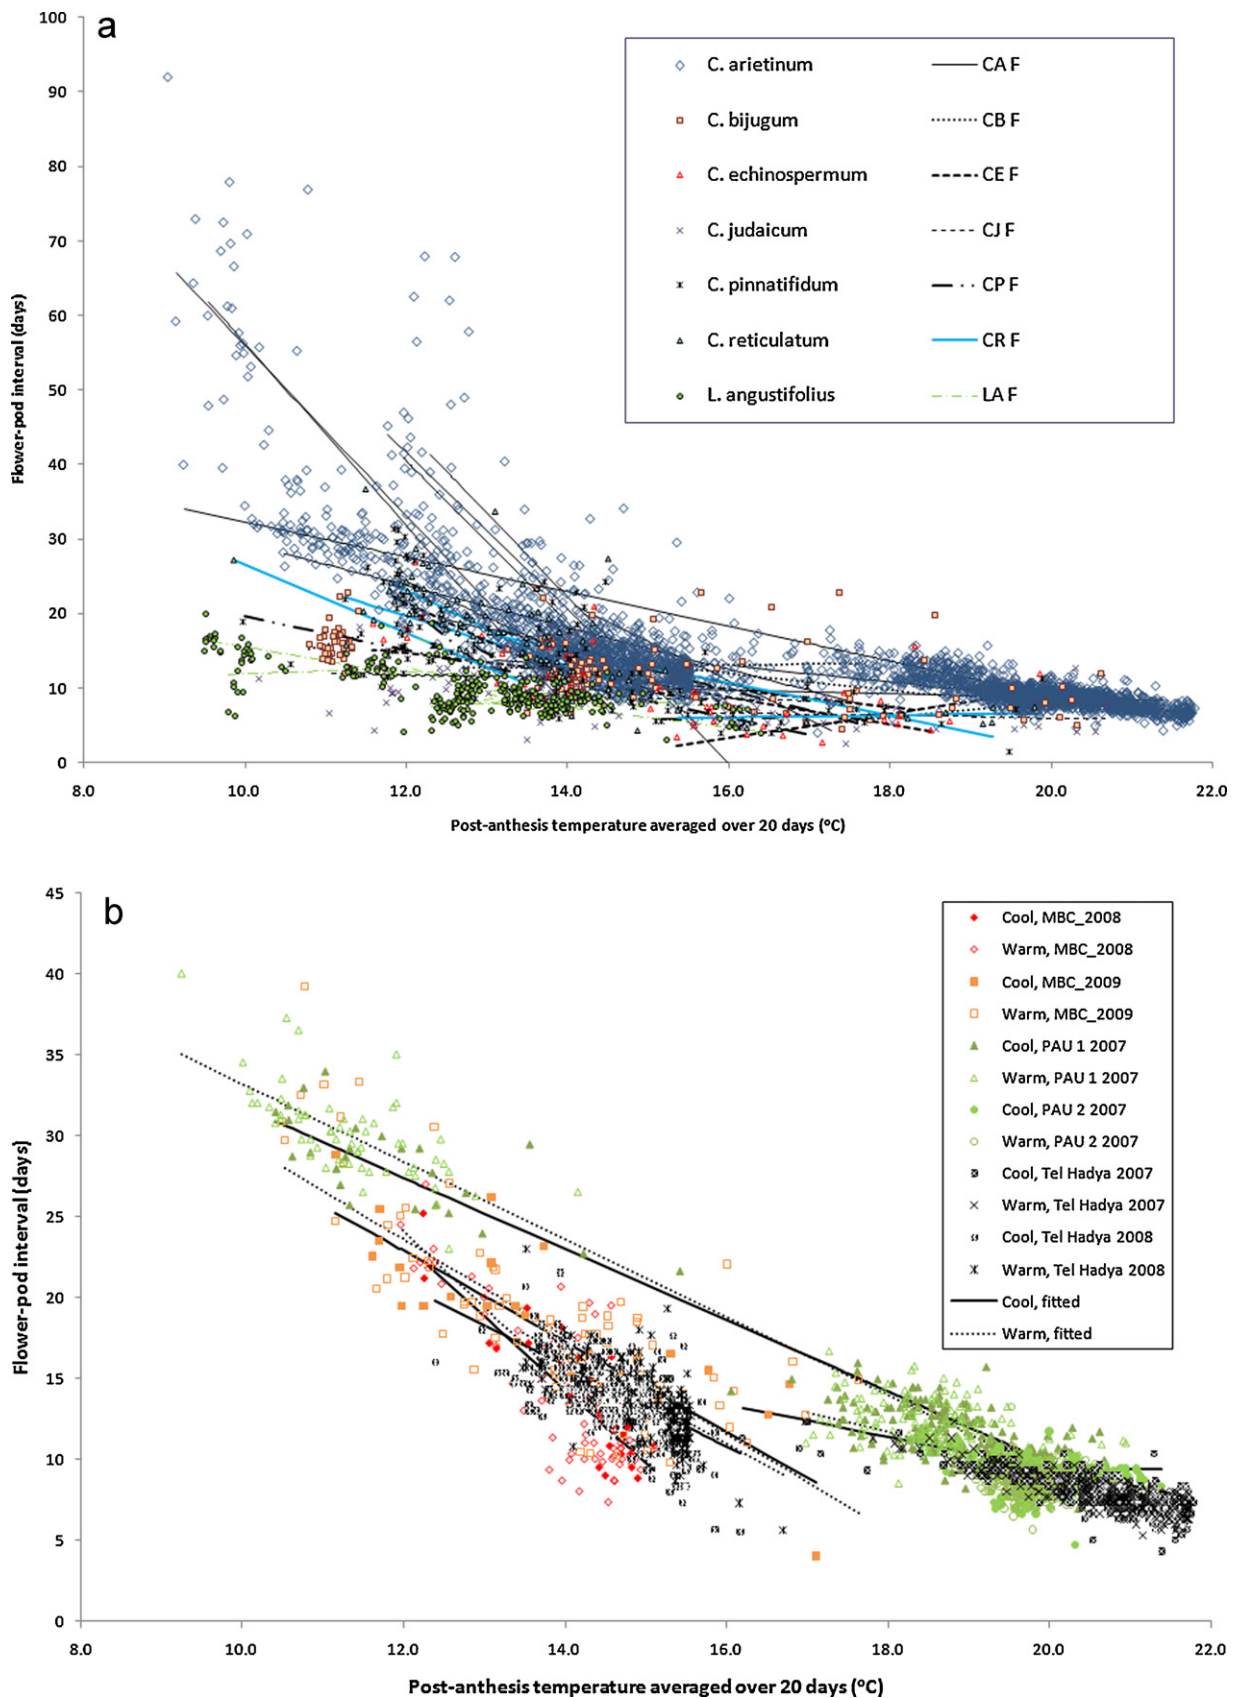 a
100
90
80
70
60
50
40
30
20
10
0
Flower-pod interval (days)
C. arietinum CA F
C. bijugum CB F
C. echinospermum CE F
C. judaicum CJ F
C. pinnatifidum CP F
C. reticulatum CR F
L. angustifolius LA F
8.0 10.0 12.0 14.0 16.0 18.0 20.0 22.0
Post-anthesis temperature averaged over 20 days (°C)
b
45
40
35
30
25
20
15
10
5
0
Flower-pod interval (days)
Cool, MBC_2008
Warm, MBC_2008
Cool, MBC_2009
Warm, MBC_2009
Cool, PAU 1 2007
Warm, PAU 1 2007
Cool, PAU 2 2007
Warm, PAU 2 2007
Cool, Tel Hadya 2007
Warm, Tel Hadya 2007
Cool, Tel Hadya 2008
Warm, Tel Hadya 2008
Cool, fitted
Warm, fitted
8.0 10.0 12.0 14.0 16.0 18.0 20.0 22.0
Post-anthesis temperature averaged over 20 days (°C)